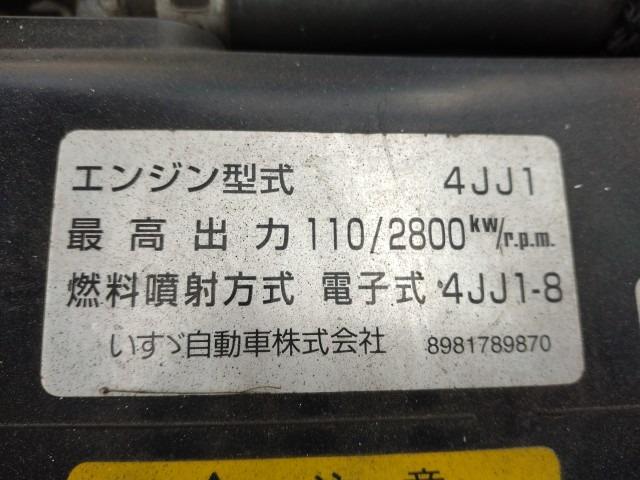 エンジン型式 4JJ1
最高出力 110/2800 kW/r.p.m.
燃料噴射方式 電子式 4JJ1-8
いすゞ自動車株式会社 8981789870